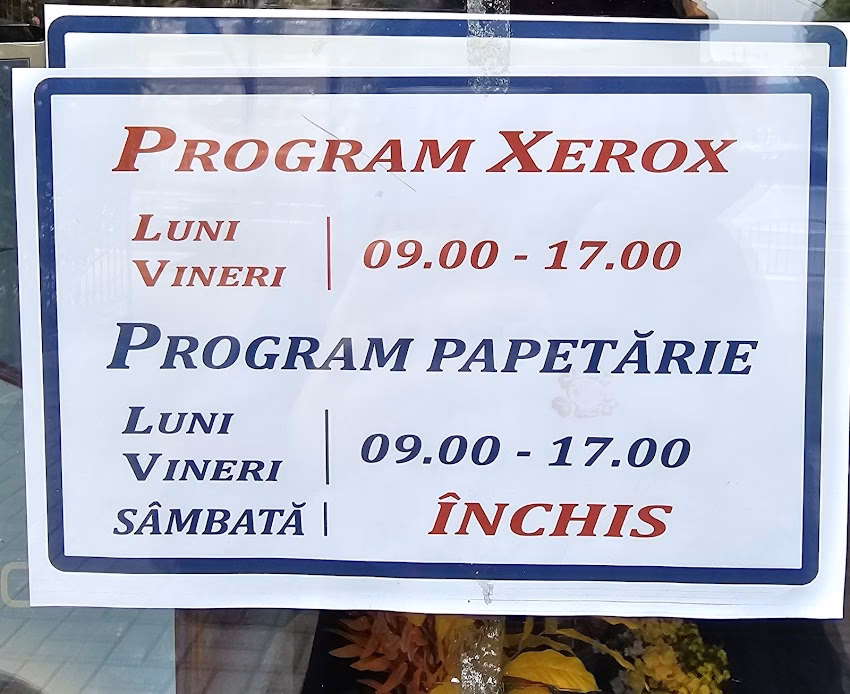 PROGRAM XEROX
LUNI
VINERI
09.00 - 17.00
PROGRAM PAPETĂRIE
LUNI
VINERI
09.00 - 17.00
SÂMBATĂ
ÎNCHIS